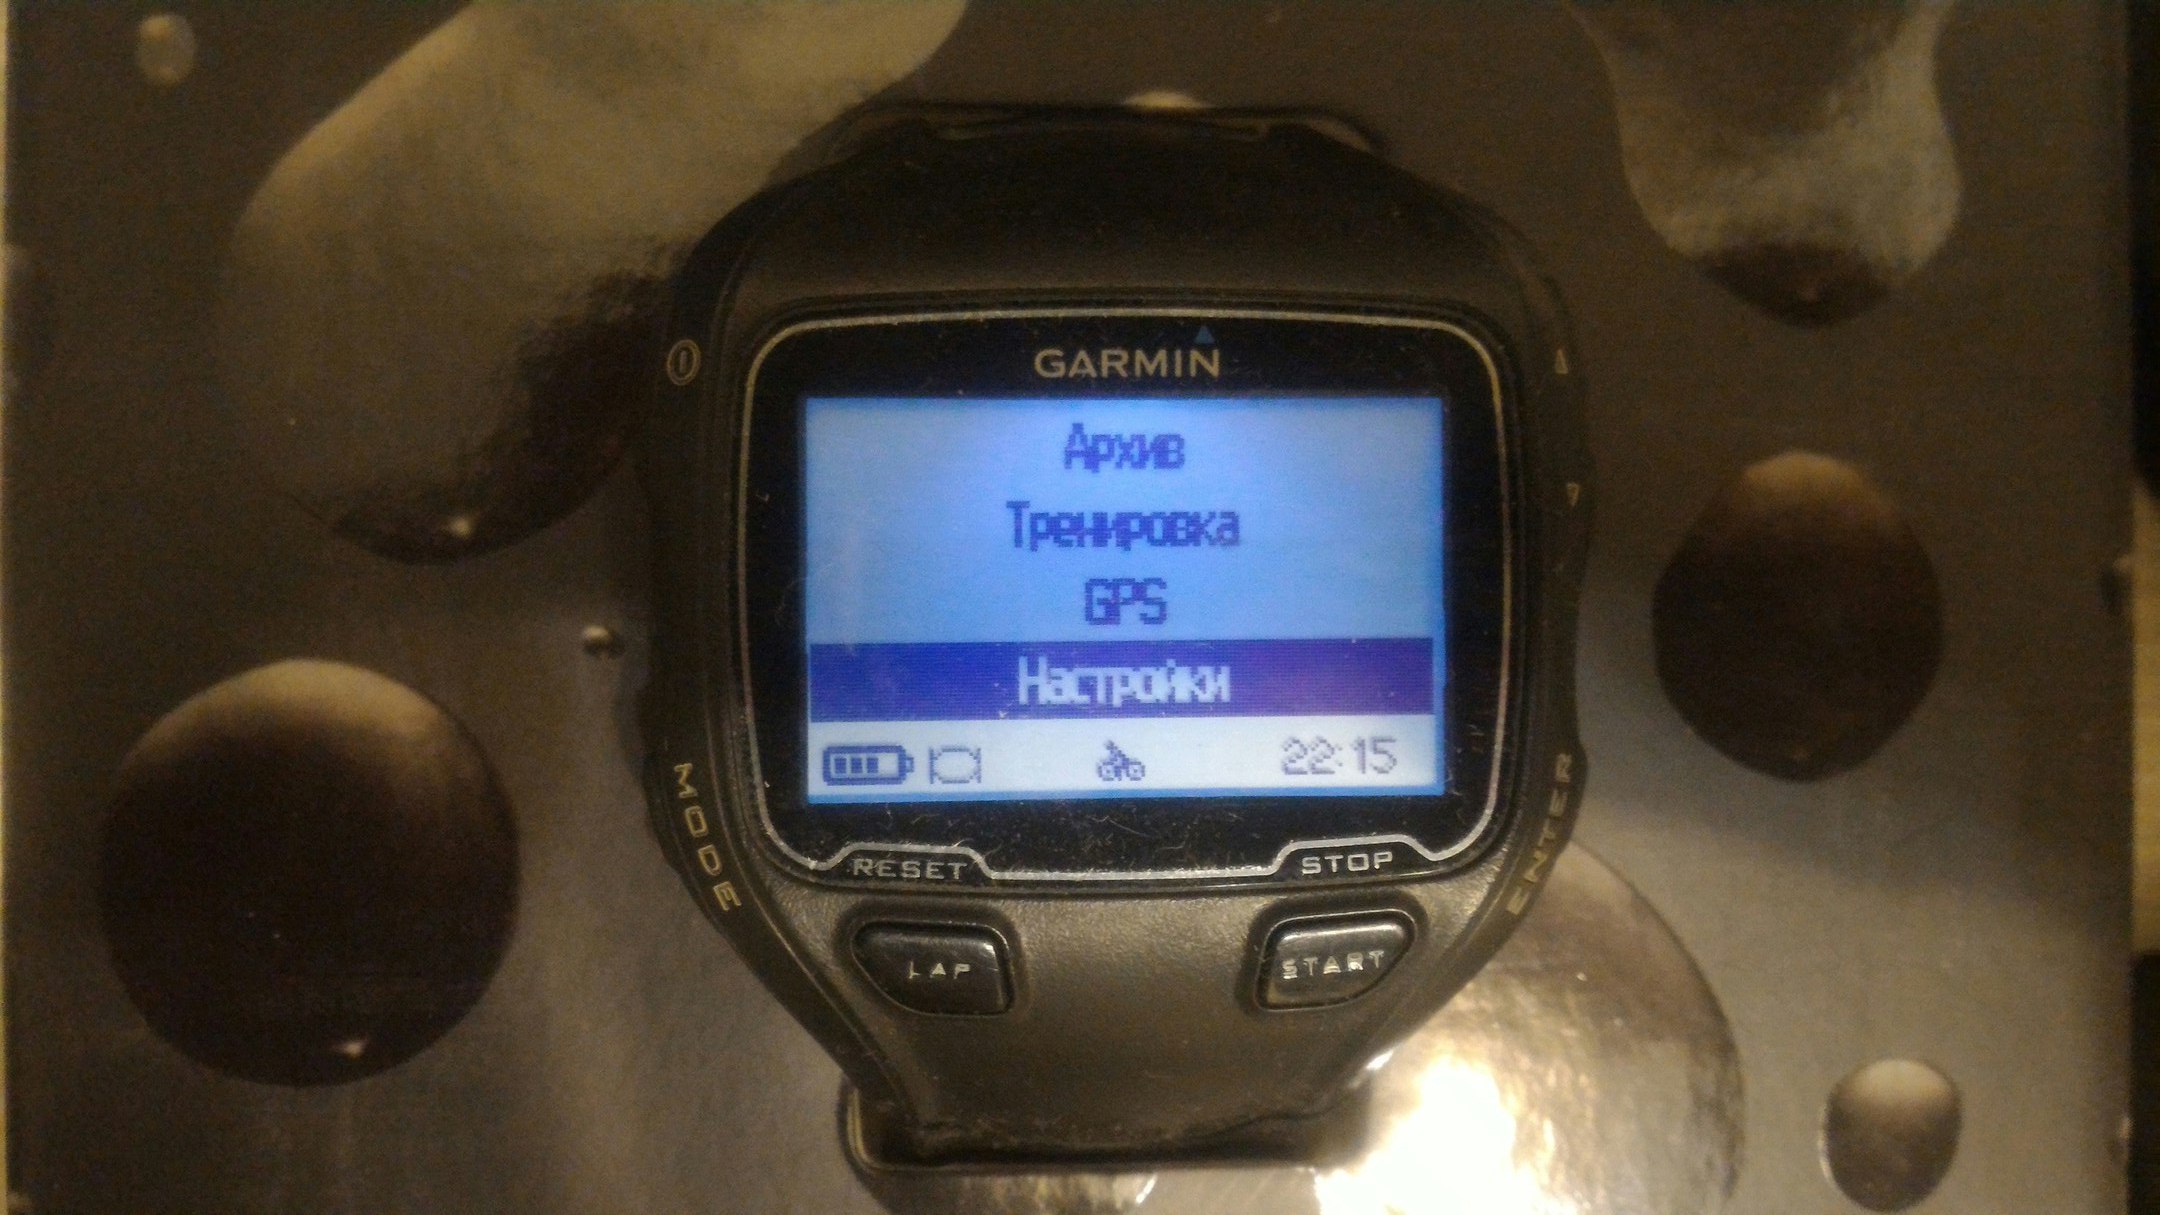 GARMIN
Архив
Тренировка
GPS
Настройки
22:15
MODE
ENTER
RESET
STOP
LAP
START